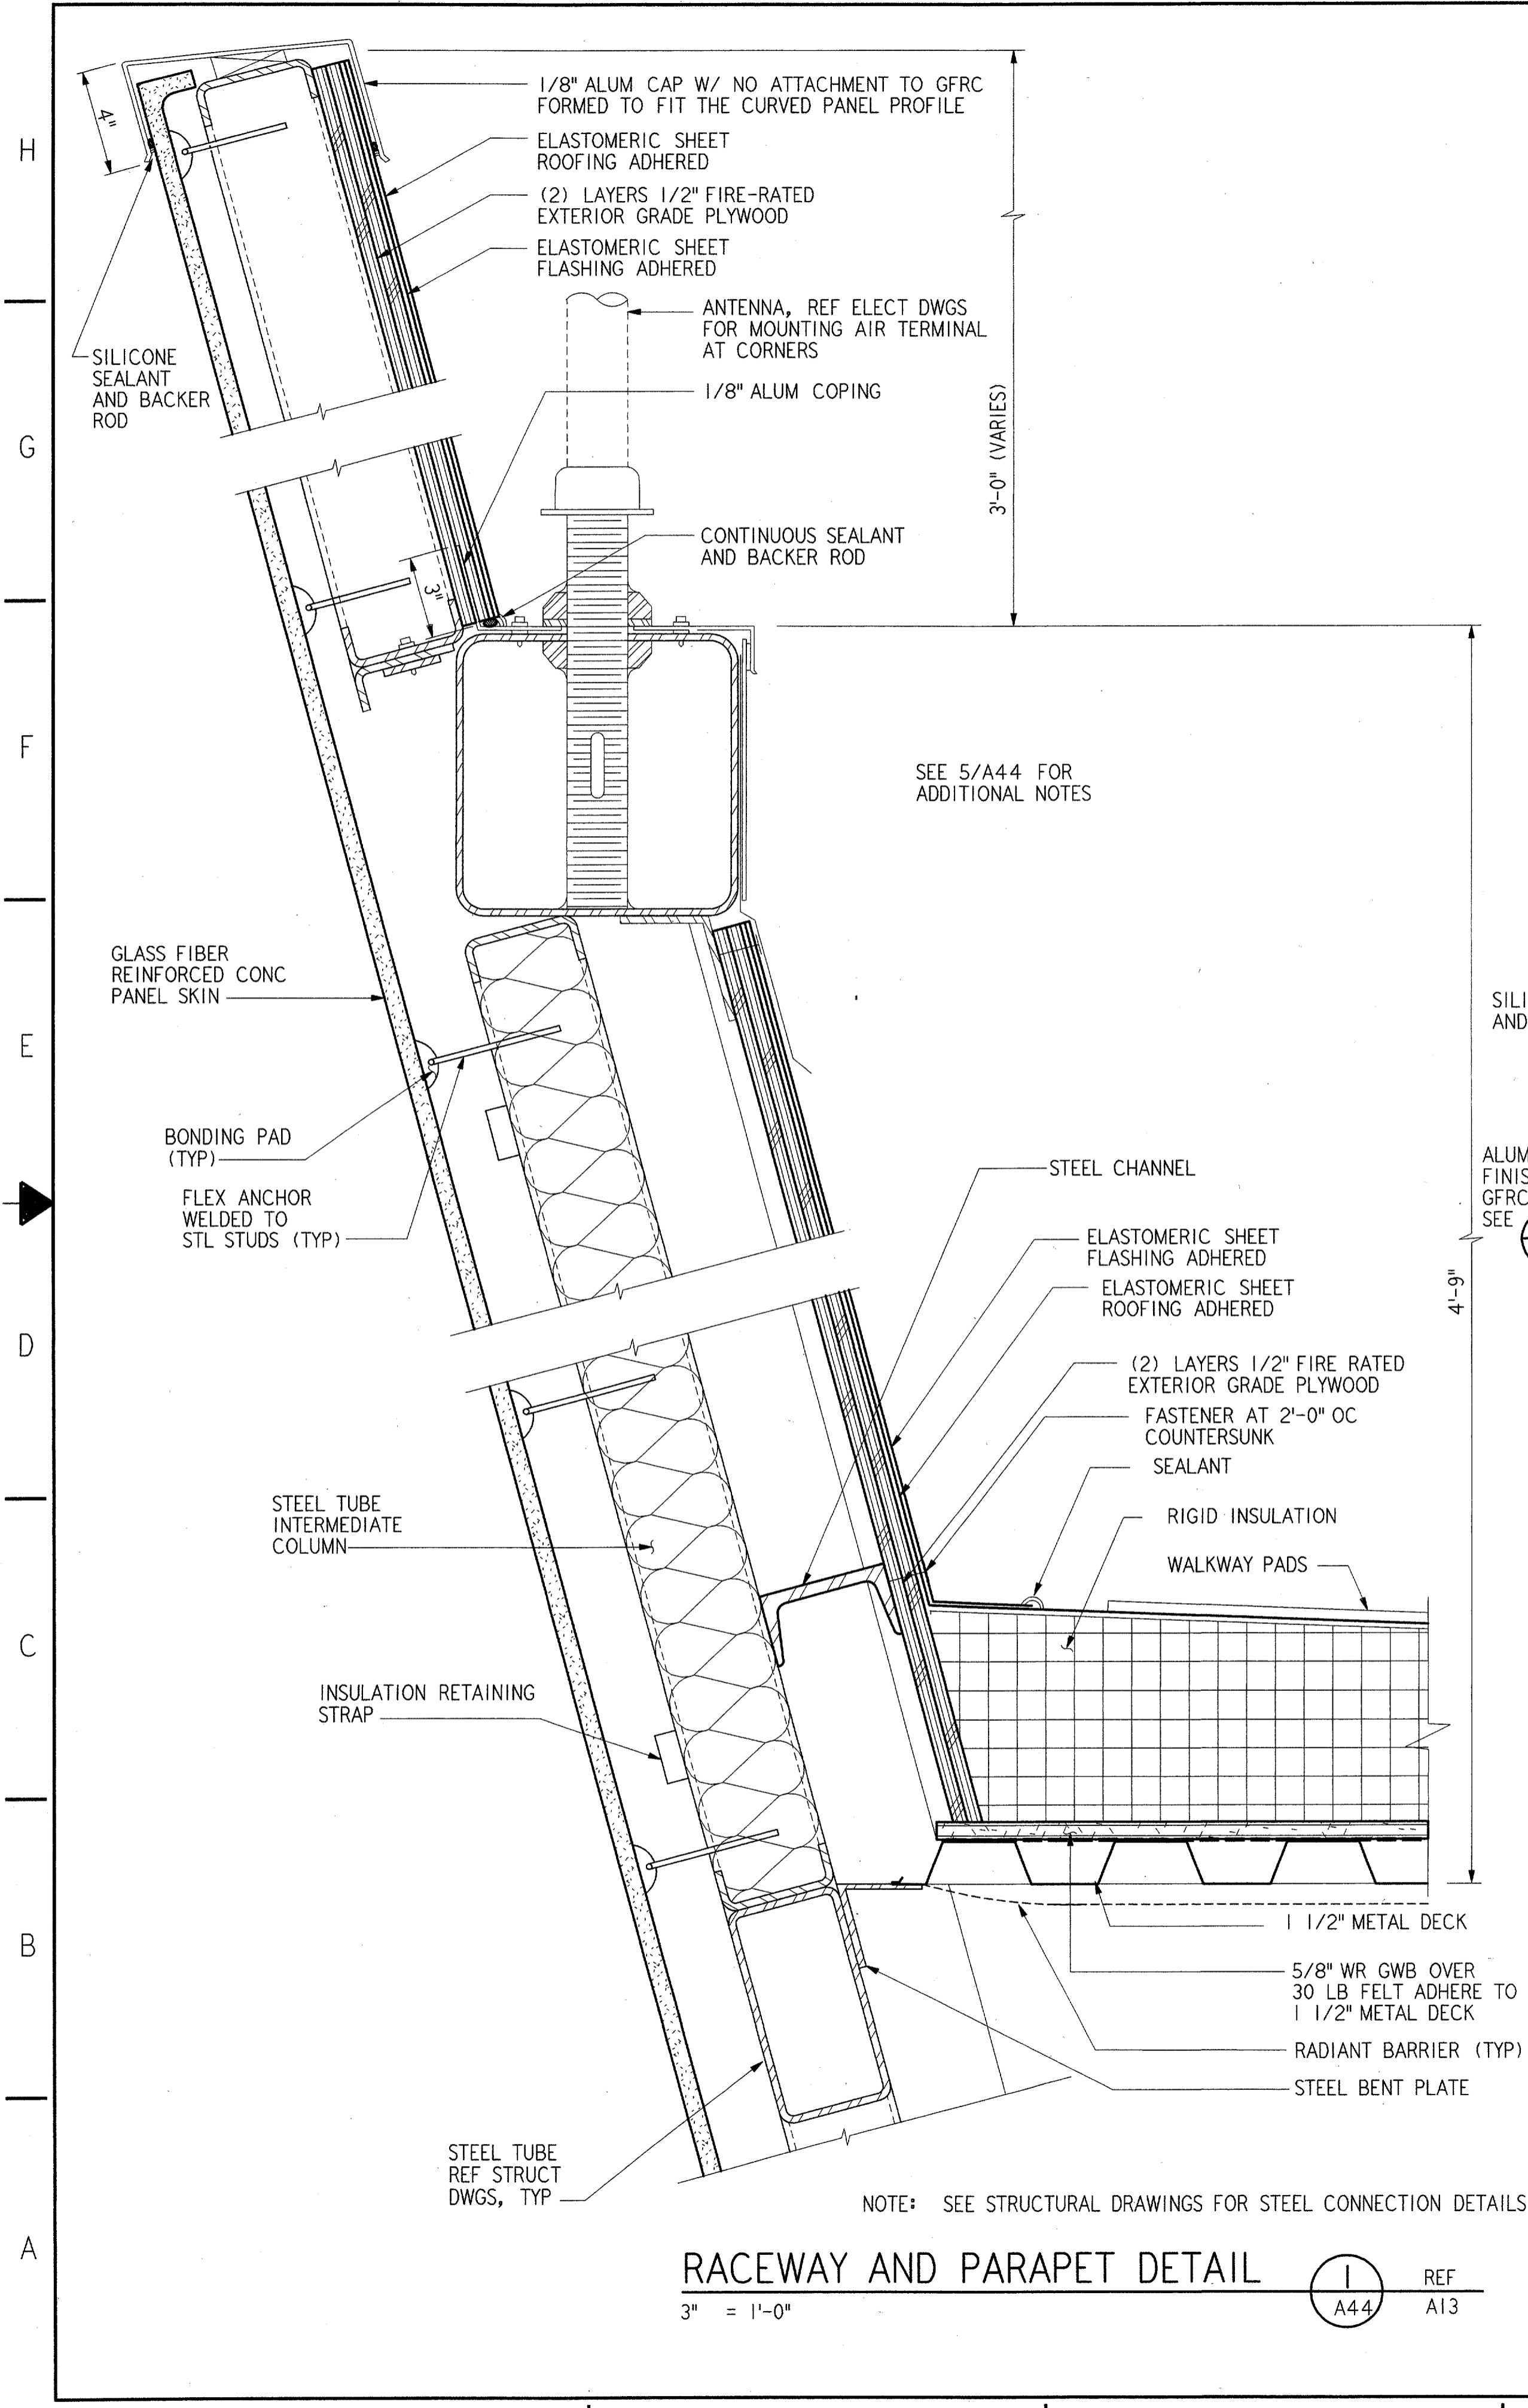 H
G
F
E
D
C
B
A
4"
1/8" ALUM CAP W/ NO ATTACHMENT TO GFRC
FORMED TO FIT THE CURVED PANEL PROFILE
ELASTOMERIC SHEET
ROOFING ADHERED
(2) LAYERS 1/2" FIRE-RATED
EXTERIOR GRADE PLYWOOD
ELASTOMERIC SHEET
FLASHING ADHERED
ANTENNA, REF ELECT DWGS
FOR MOUNTING AIR TERMINAL
AT CORNERS
SILICONE
SEALANT
AND BACKER
ROD
1/8" ALUM COPING
3'-0" (VARIES)
CONTINUOUS SEALANT
AND BACKER ROD
3"
SEE 5/A44 FOR
ADDITIONAL NOTES
GLASS FIBER
REINFORCED CONC
PANEL SKIN
SILI
AND
BONDING PAD
(TYP)
FLEX ANCHOR
WELDED TO
STL STUDS (TYP)
STEEL CHANNEL
ALUM
FINIS
GFRC
SEE
ELASTOMERIC SHEET
FLASHING ADHERED
ELASTOMERIC SHEET
ROOFING ADHERED
4'-9"
(2) LAYERS 1/2" FIRE RATED
EXTERIOR GRADE PLYWOOD
FASTENER AT 2'-0" OC
COUNTERSUNK
SEALANT
STEEL TUBE
INTERMEDIATE
COLUMN
RIGID INSULATION
WALKWAY PADS
INSULATION RETAINING
STRAP
1 1/2" METAL DECK
5/8" WR GWB OVER
30 LB FELT ADHERE TO
1 1/2" METAL DECK
RADIANT BARRIER (TYP)
STEEL BENT PLATE
STEEL TUBE
REF STRUCT
DWGS, TYP
NOTE: SEE STRUCTURAL DRAWINGS FOR STEEL CONNECTION DETAILS
RACEWAY AND PARAPET DETAIL
3" = 1'-0"
1
A44
REF
A13